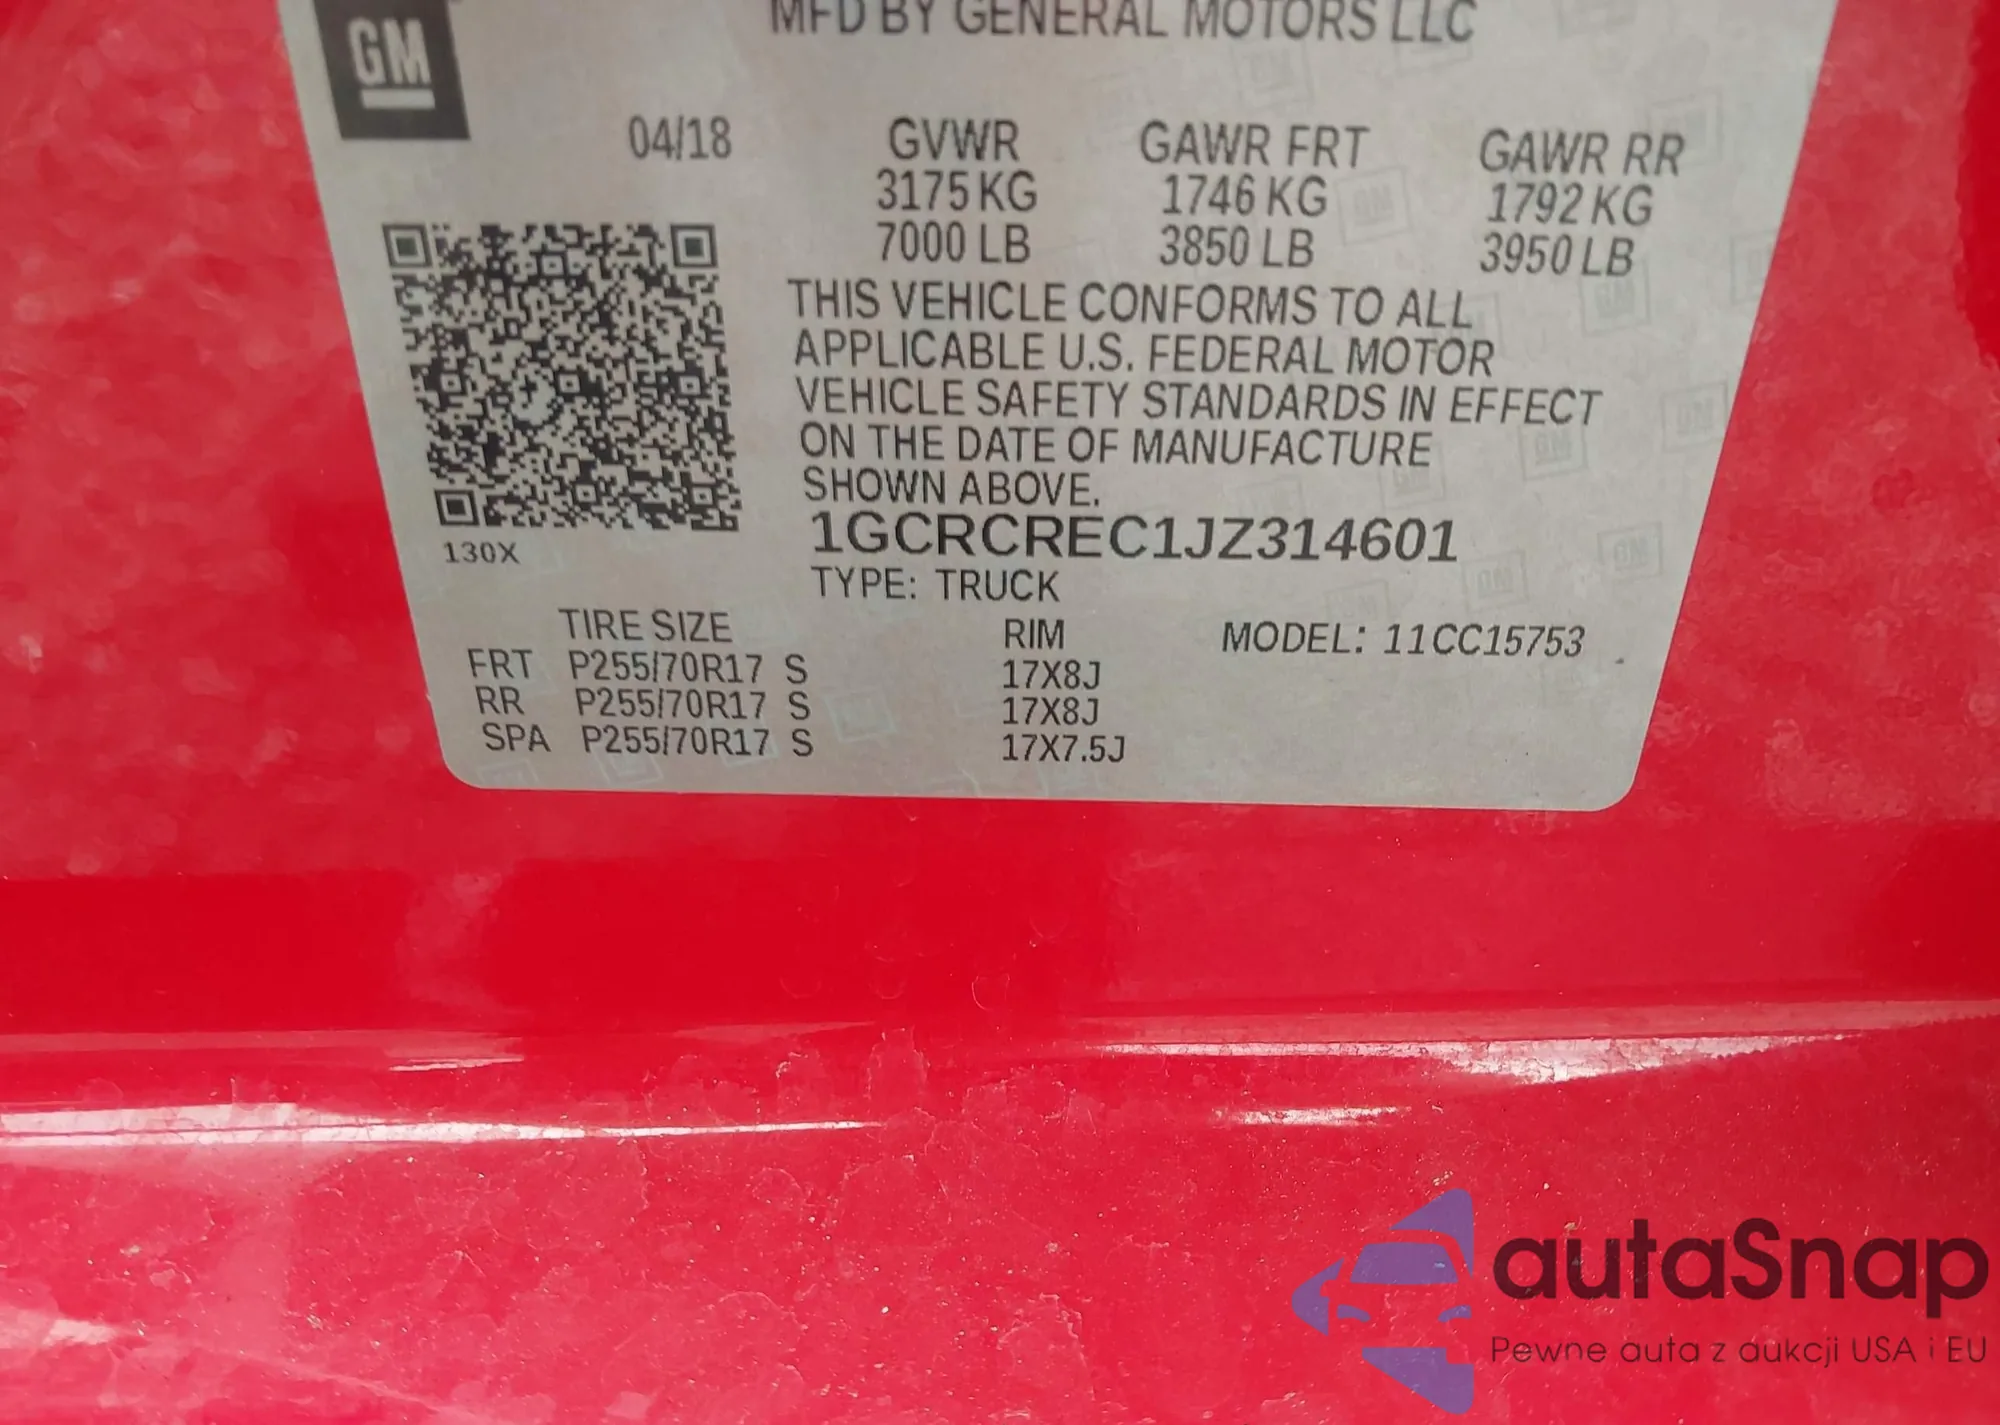 GM
MFD BY GENERAL MOTORS LLC
04/18 GVWR GAWR FRT GAWR RR
3175 KG 1746 KG 1792 KG
7000 LB 3850 LB 3950 LB
THIS VEHICLE CONFORMS TO ALL
APPLICABLE U.S. FEDERAL MOTOR
VEHICLE SAFETY STANDARDS IN EFFECT
ON THE DATE OF MANUFACTURE
SHOWN ABOVE.
1GCRCREC1JZ314601
130X
TYPE: TRUCK
TIRE SIZE RIM MODEL: 11CC15753
FRT P255/70R17 S 17X8J
RR P255/70R17 S 17X8J
SPA P255/70R17 S 17X7.5J
autaSnap
Pewne auta z aukcji USA i EU